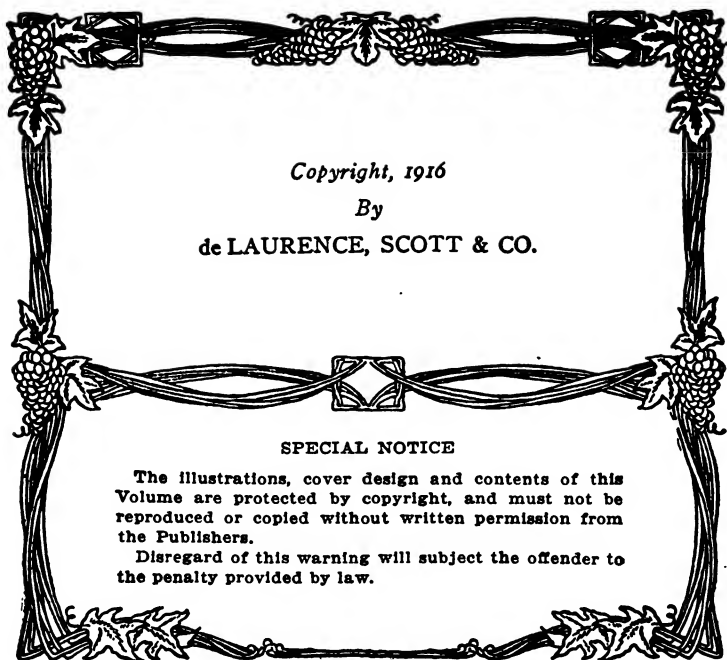 Copyright, 1916
By
de LAURENCE, SCOTT & CO.
SPECIAL NOTICE
The illustrations, cover design and contents of this
Volume are protected by copyright, and must not be
reproduced or copied without written permission from
the Publishers.
Disregard of this warning will subject the offender to
the penalty provided by law.